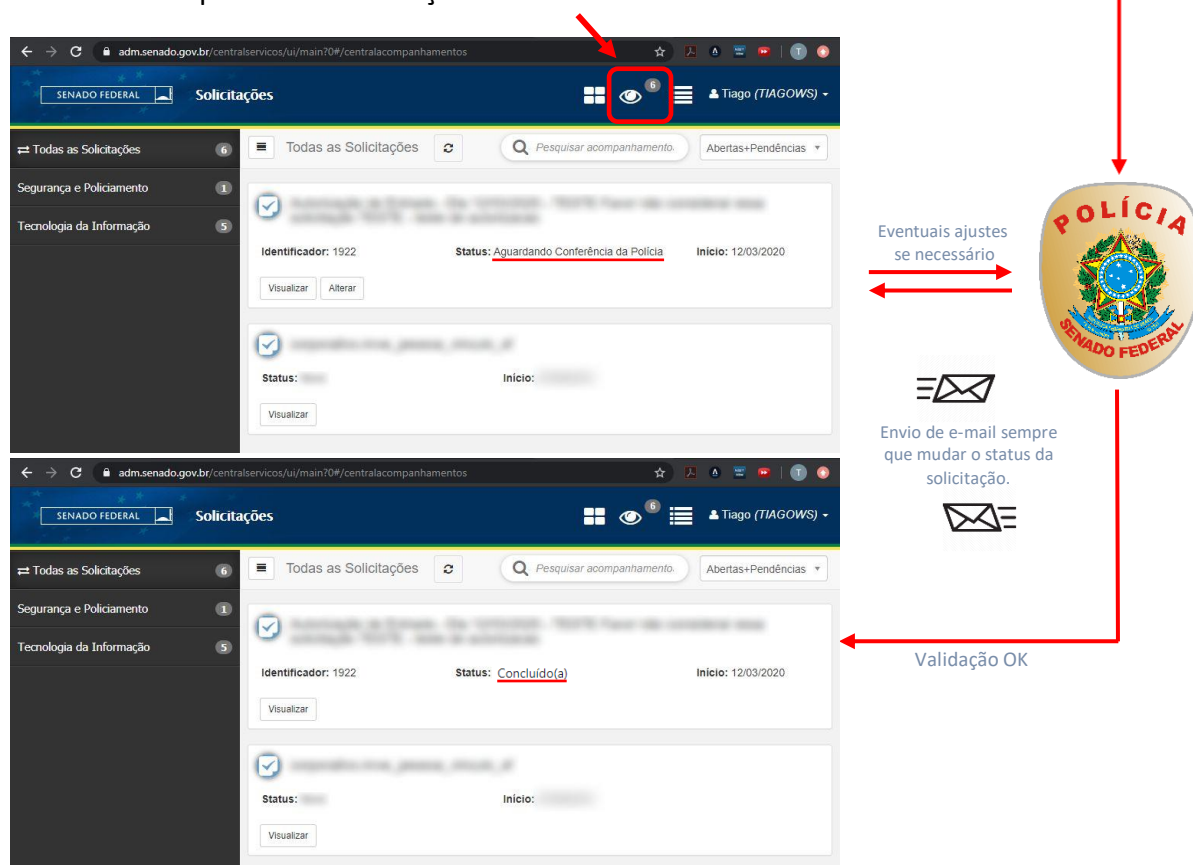 adm.senado.gov.br/centralservicos/ui/main?0#/centralacompanhamentos
SENADO FEDERAL
Solicitações
6
Tiago (TIAGOWS)
Todas as Solicitações 6
Todas as Solicitações
Pesquisar acompanhamento.
Abertas+Pendências
Segurança e Policiamento 1
Tecnologia da Informação 5
Identificador: 1922 Status: Aguardando Conferência da Polícia Início: 12/03/2020
Visualizar Alterar
Status: Início:
Visualizar
Eventuais ajustes
se necessário
POLÍCIA
SENADO FEDERAL
Envio de e-mail sempre
que mudar o status da
solicitação.
adm.senado.gov.br/centralservicos/ui/main?0#/centralacompanhamentos
SENADO FEDERAL
Solicitações
6
Tiago (TIAGOWS)
Todas as Solicitações 6
Todas as Solicitações
Pesquisar acompanhamento.
Abertas+Pendências
Segurança e Policiamento 1
Tecnologia da Informação 5
Identificador: 1922 Status: Concluído(a) Início: 12/03/2020
Visualizar
Status: Início:
Visualizar
Validação OK